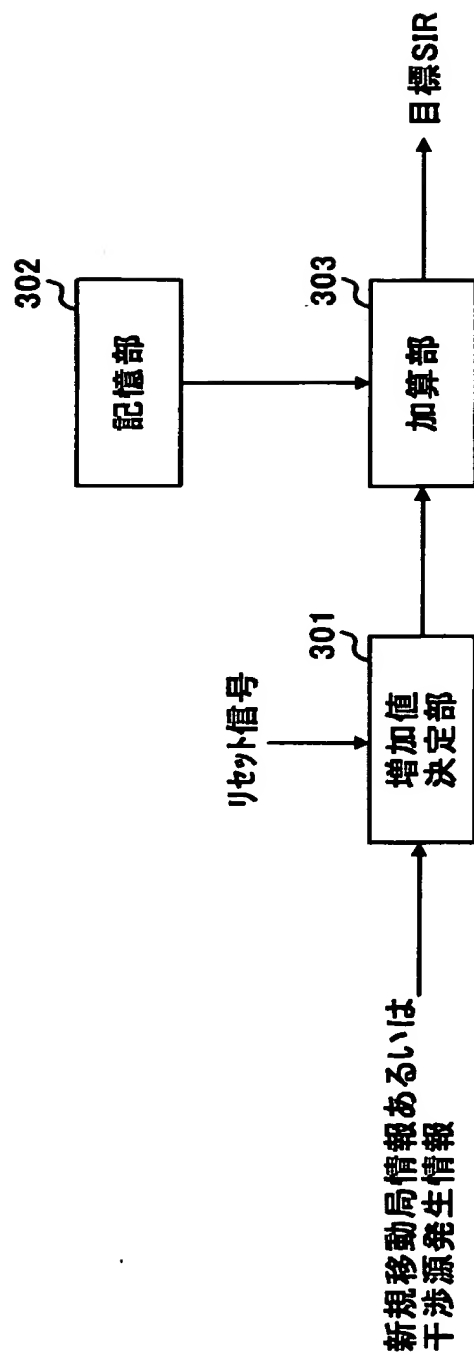 新規移動局情報あるいは
干渉源発生情報
リセット信号
301
増加値
決定部
302
記憶部
303
加算部
目標SIR